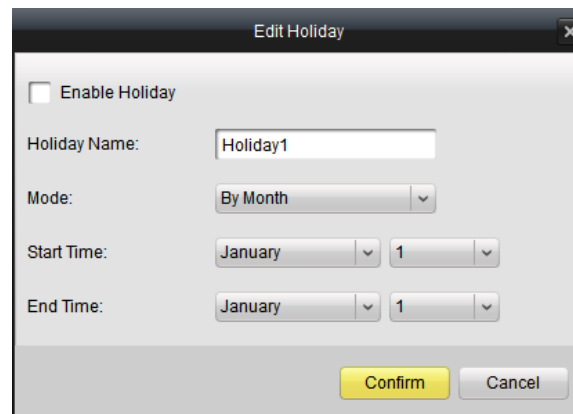 Edit Holiday
Enable Holiday
Holiday Name: Holiday1
Mode: By Month
Start Time: January 1
End Time: January 1
Confirm Cancel